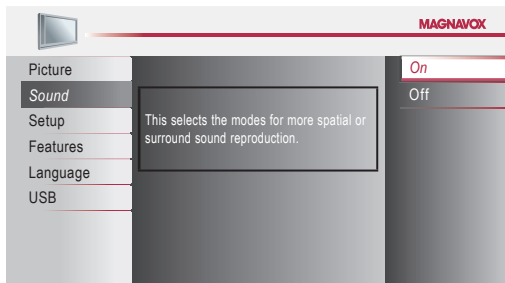 MAGNAVOX
Picture
Sound
Setup
Features
Language
USB
This selects the modes for more spatial or
surround sound reproduction.
On
Off